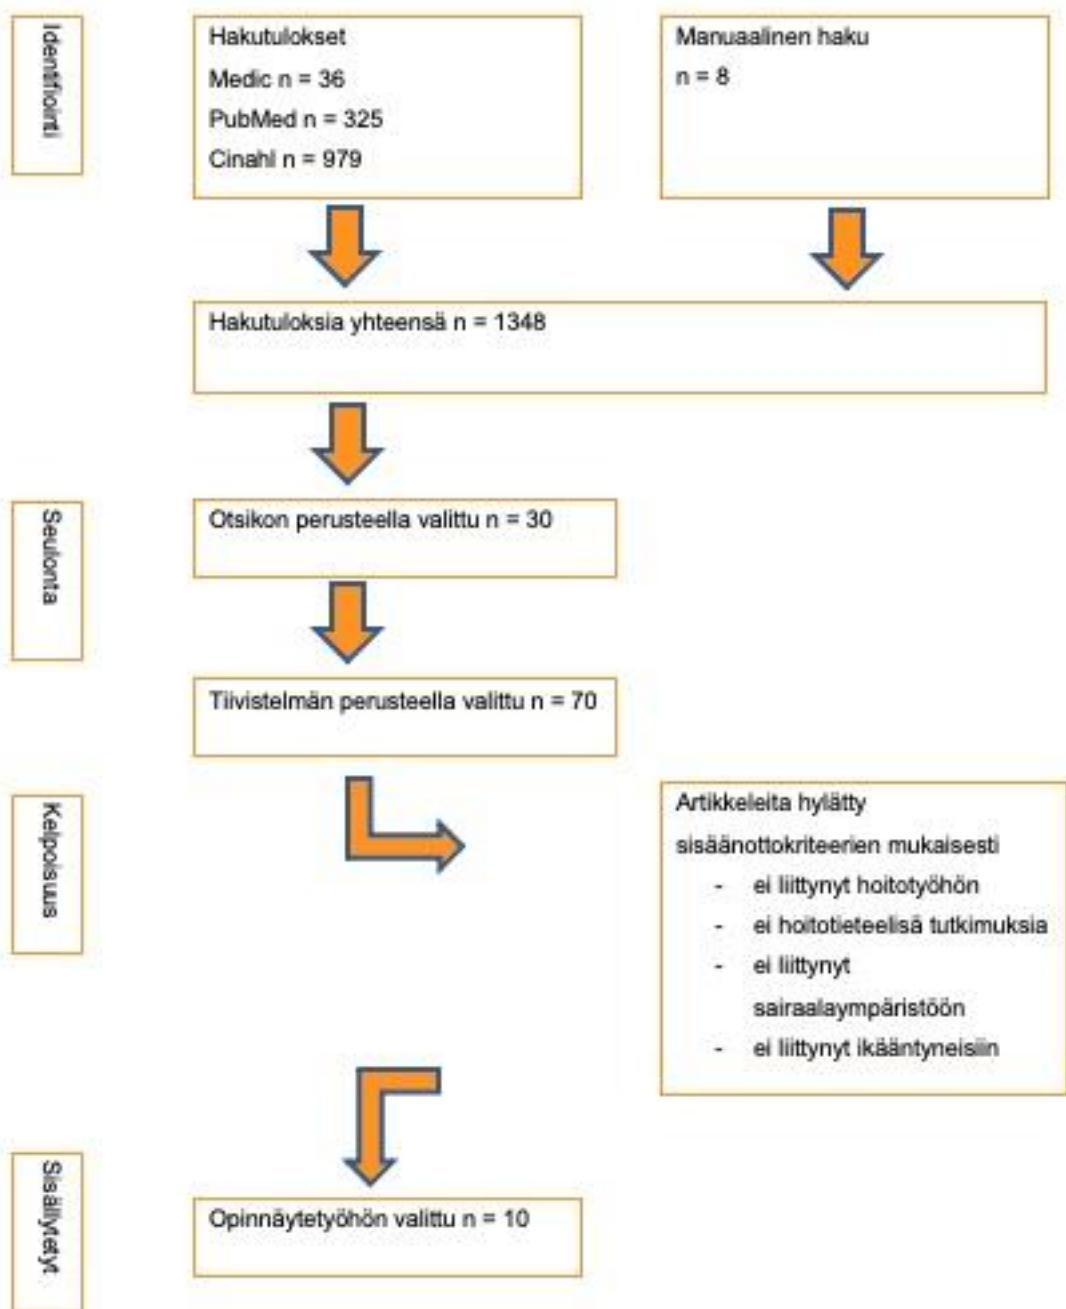 Identifiointi
Hakutulokset
Medic n = 36
PubMed n = 325
Cinahl n = 979
Manuaalinen haku
n = 8
Hakutuloksia yhteensä n = 1348
Seulonta
Otsikon perusteella valittu n = 30
Tiivistelmän perusteella valittu n = 70
Kelpoisuus
Artikkeleita hylätty
sisäänottokriteerien mukaisesti
- ei liittynyt hoitotyöhön
- ei hoitotieteelisä tutkimuksia
- ei liittynyt
sairaalaympäristöön
- ei liittynyt ikääntyneisiin
Sisällytetyt
Opinnäytetyöhön valittu n = 10